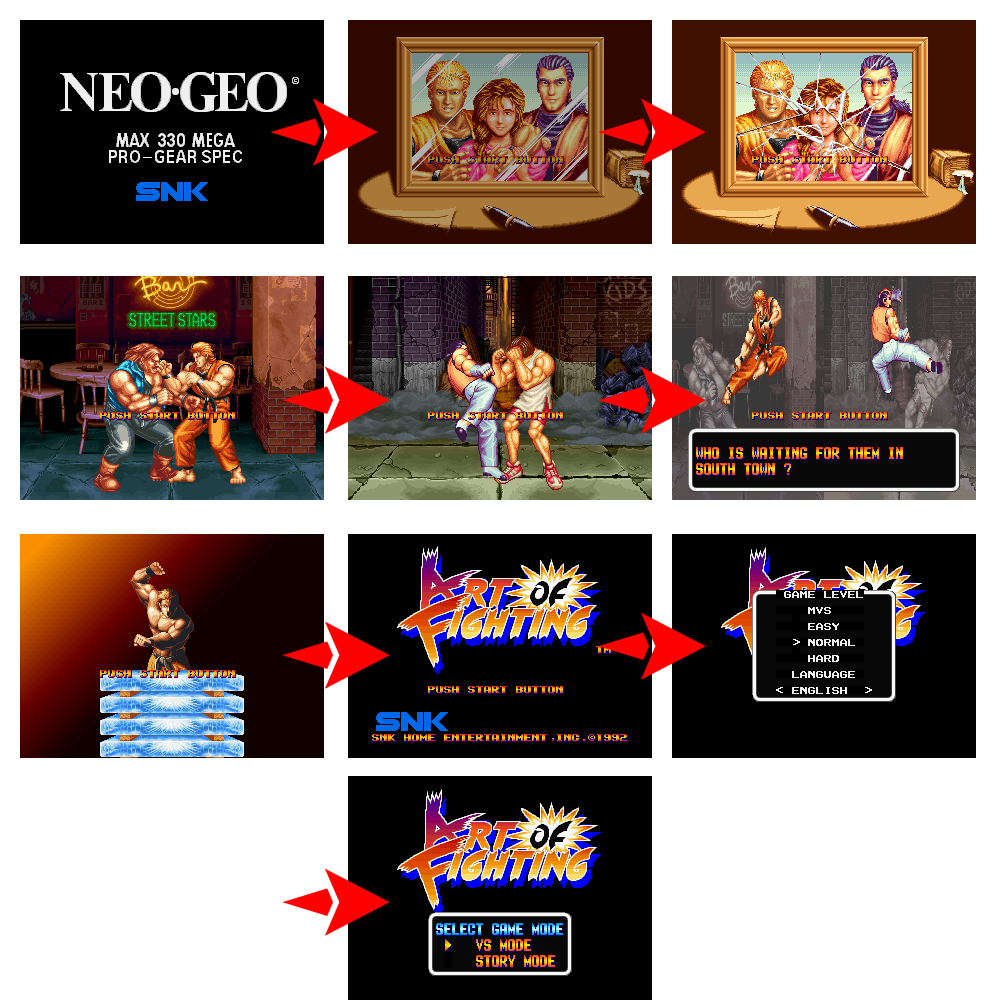 NEO·GEO©
MAX 330 MEGA
PRO-GEAR SPEC
SNK
PUSH START BUTTON
PUSH START BUTTON
Bar
STREET STARS
PUSH START BUTTON
PUSH START BUTTON
PUSH START BUTTON
WHO IS WAITING FOR THEM IN
SOUTH TOWN ?
PUSH START BUTTON
ART OF
FIGHTING
TM
PUSH START BUTTON
SNK
SNK HOME ENTERTAINMENT,INC.©1992
GAME LEVEL
MVS
EASY
> NORMAL
HARD
LANGUAGE
< ENGLISH >
ART OF
FIGHTING
SELECT GAME MODE
VS MODE
STORY MODE